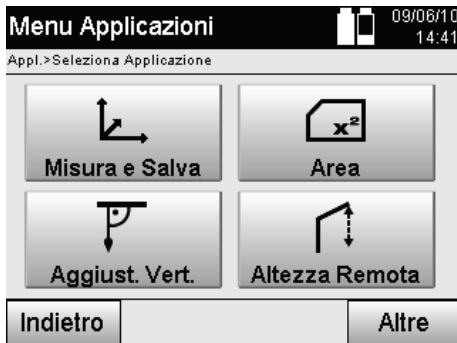 Menu Applicazioni
09/06/10
14:41
Appl.>Seleziona Applicazione
x²
Misura e Salva
Area
Aggiust. Vert.
Altezza Remota
Indietro
Altre